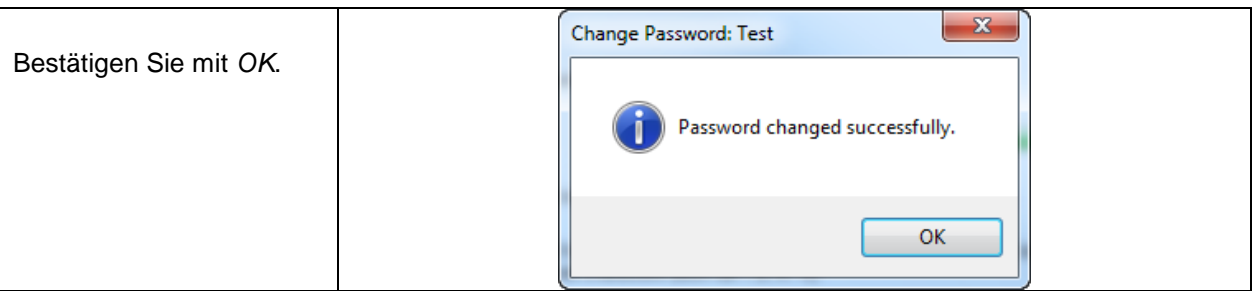 Bestätigen Sie mit OK.
Change Password: Test
Password changed successfully.
OK